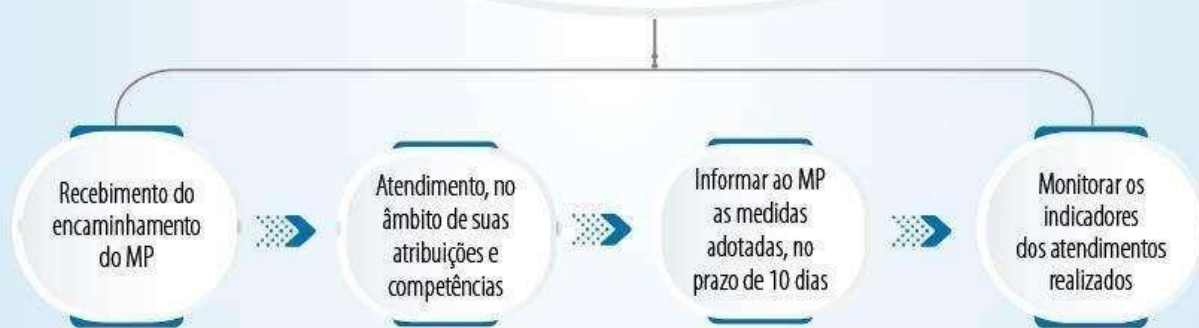 Recebimento do
encaminhamento
do MP
Atendimento, no
âmbito de suas
atribuições e
competências
Informar ao MP
as medidas
adotadas, no
prazo de 10 dias
Monitorar os
indicadores
dos atendimentos
realizados